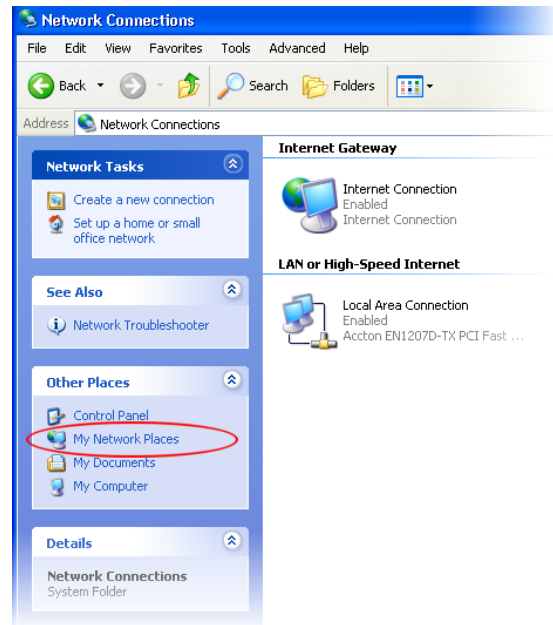 Network Connections
File Edit View Favorites Tools Advanced Help
Back Search Folders
Address Network Connections
Network Tasks
Create a new connection
Set up a home or small
office network
See Also
Network Troubleshooter
Other Places
Control Panel
My Network Places
My Documents
My Computer
Details
Network Connections
System Folder
Internet Gateway
Internet Connection
Enabled
Internet Connection
LAN or High-Speed Internet
Local Area Connection
Enabled
Accton EN1207D-TX PCI Fast ...